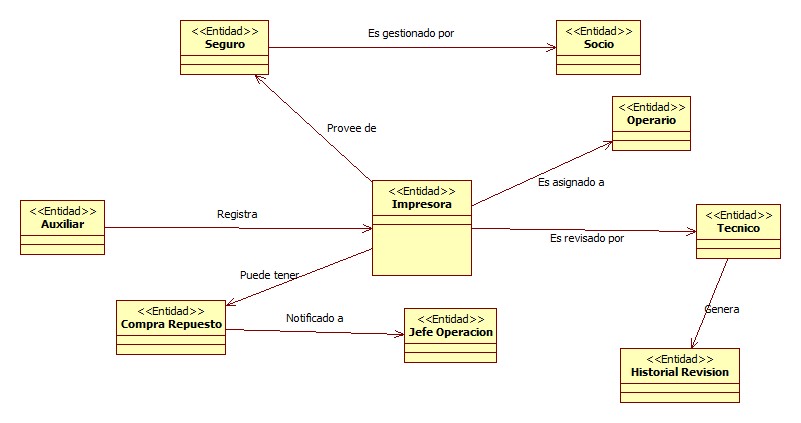 <<Entidad>>
Seguro
Es gestionado por
<<Entidad>>
Socio
Provee de
<<Entidad>>
Operario
Es asignado a
<<Entidad>>
Impresora
<<Entidad>>
Auxiliar
Registra
<<Entidad>>
Tecnico
Es revisado por
Puede tener
<<Entidad>>
Compra Repuesto
Notificado a
<<Entidad>>
Jefe Operacion
Genera
<<Entidad>>
Historial Revision